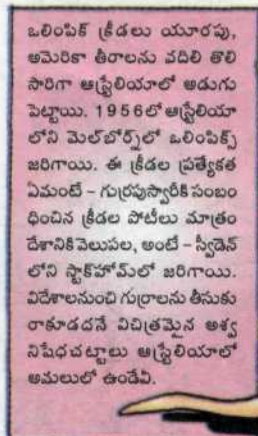 ఒలింపిక్ క్రీడలు యూరపు,
అమెరికా తీరాలను వదిలి తొలి
సారిగా ఆస్ట్రేలియాలో అడుగు
పెట్టాయి. 1956లో ఆస్ట్రేలియా
లోని మెల్‌బోర్న్‌లో ఒలింపిక్స్
జరిగాయి. ఈ క్రీడల ప్రత్యేకత
ఏమంటే – గుర్రపుస్వారీకి సంబం
ధించిన క్రీడల పోటీలు మాత్రం
దేశానికి వెలుపల, అంటే – స్వీడెన్
లోని స్టాక్‌హోమ్‌లో జరిగాయి.
విదేశాలనుంచి గుర్రాలను తీసుకు
రాకూడదనే విచిత్రమైన అశ్వ
నిషేధచట్టాలు ఆస్ట్రేలియాలో
అమలులో ఉండేవి.